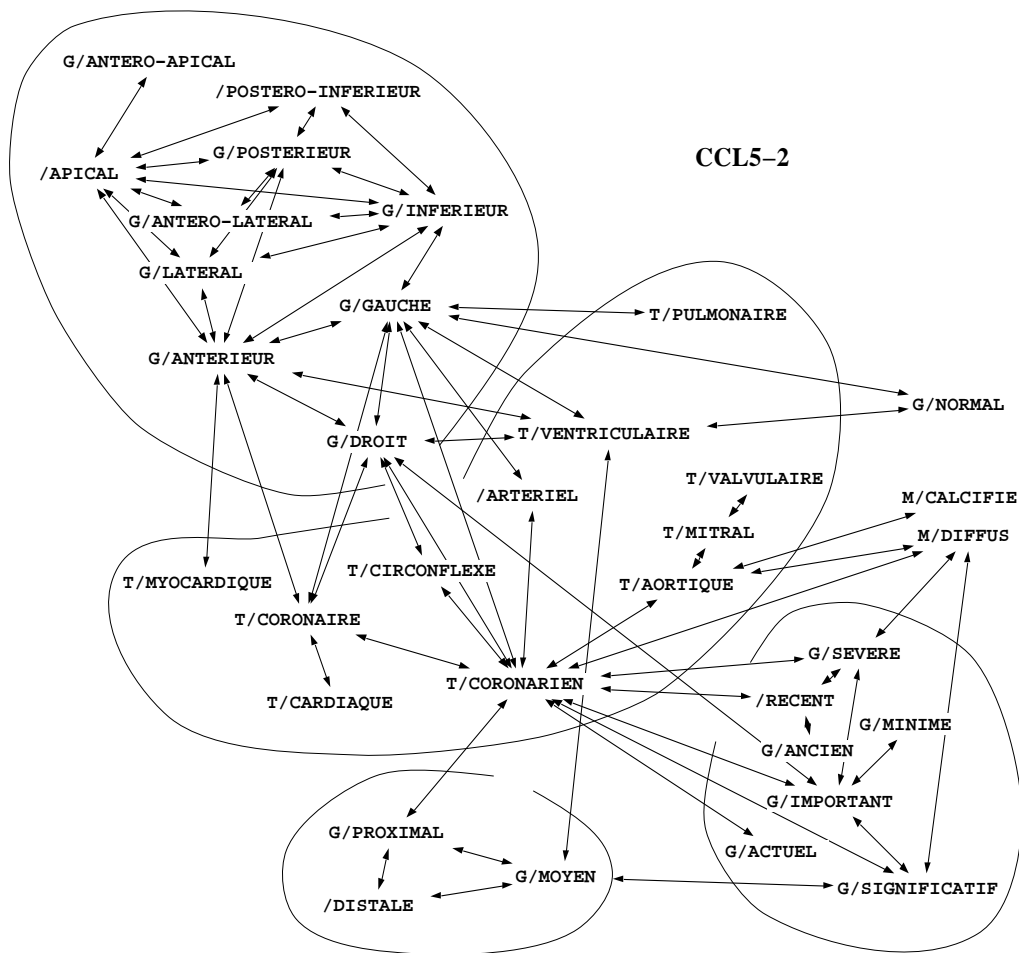 G/ANTERO-APICAL
/POSTERO-INFERIEUR
G/POSTERIEUR
CCL5-2
/APICAL
G/ANTERO-LATERAL
G/INFERIEUR
G/LATERAL
G/GAUCHE
T/PULMONAIRE
G/ANTERIEUR
G/NORMAL
G/DROIT
T/VENTRICULAIRE
T/VALVULAIRE
/ARTERIEL
M/CALCIFIE
T/MITRAL
M/DIFFUS
T/CIRCONFLEXE
T/MYOCARDIQUE
T/AORTIQUE
T/CORONAIRE
G/SEVERE
T/CORONARIEN
T/CARDIAQUE
/RECENT
G/MINIME
G/ANCIEN
G/IMPORTANT
G/PROXIMAL
G/ACTUEL
G/MOYEN
G/SIGNIFICATIF
/DISTALE